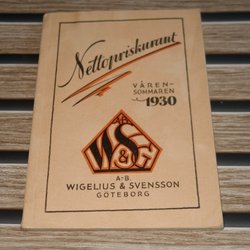 Nettopriskurant
VÅREN-
SOMMAREN
1930
W&S
G
A-B.
WIGELIUS & SVENSSON
GÖTEBORG